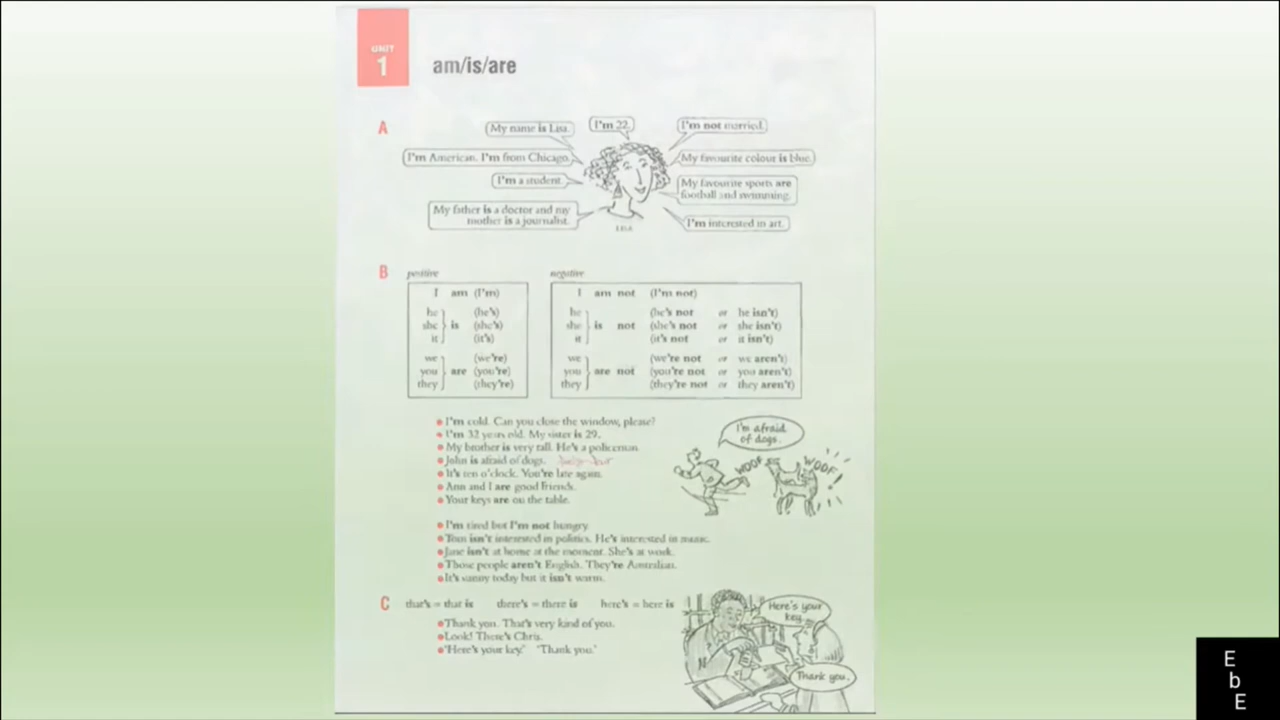 UNIT
1
am/is/are
A
My name is Lisa.
I'm 22.
I'm not married.
I'm American. I'm from Chicago.
My favourite colour is blue.
I'm a student.
My favourite sports are
football and swimming.
My father is a doctor and my
mother is a journalist.
I'm interested in art.
LISA
B
positive
I am (I'm)
he (he's)
she is (she's)
it (it's)
we (we're)
you are (you're)
they (they're)
negative
I am not (I'm not)
he (he's not or he isn't)
she is not (she's not or she isn't)
it (it's not or it isn't)
we (we're not or we aren't)
you are not (you're not or you aren't)
they (they're not or they aren't)
I'm cold. Can you close the window, please?
I'm 32 years old. My sister is 29.
My brother is very tall. He's a policeman.
John is afraid of dogs.
It's ten o'clock. You're late again.
Ann and I are good friends.
Your keys are on the table.
I'm afraid
of dogs.
WOOF
WOOF!
I'm tired but I'm not hungry.
Tom isn't interested in politics. He's interested in music.
Jane isn't at home at the moment. She's at work.
Those people aren't English. They're Australian.
It's sunny today but it isn't warm.
C
that's = that is there's = there is here's = here is
Thank you. That's very kind of you.
Look! There's Chris.
'Here's your key.' 'Thank you.'
Here's your
key.
Thank you.
E
b
E